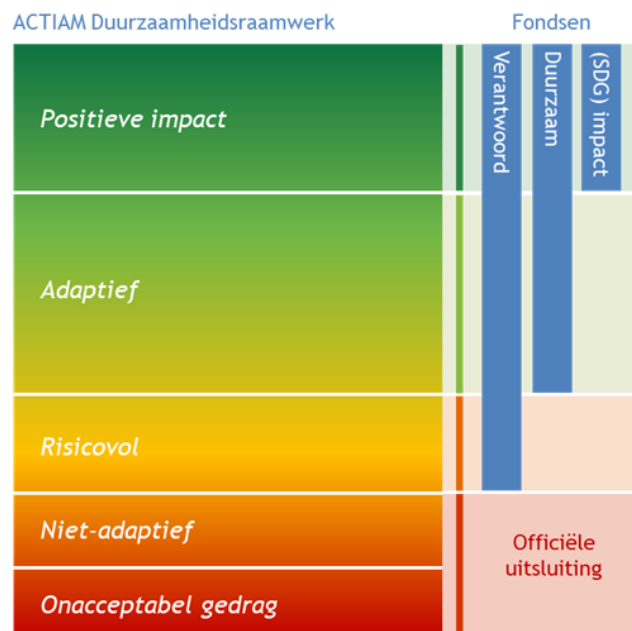 ACTIAM Duurzaamheidsraamwerk
Fondsen
Positieve impact
Verantwoord
Duurzaam
(SDG) impact
Adaptief
Risicovol
Niet-adaptief
Officiële
uitsluiting
Onacceptabel gedrag